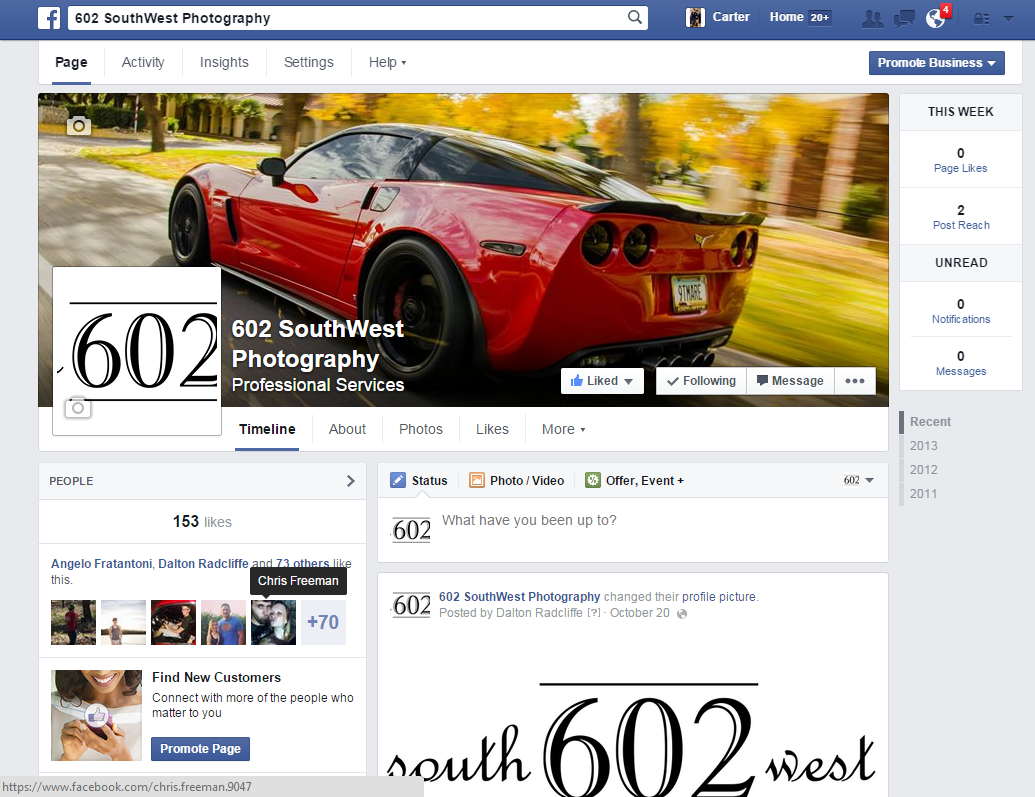 602 SouthWest Photography
Carter
Home 20+
4
Page
Activity
Insights
Settings
Help
Promote Business
THIS WEEK
0
Page Likes
2
Post Reach
UNREAD
0
Notifications
0
Messages
9TMARE
602
602 SouthWest
Photography
Professional Services
Liked
Following
Message
Timeline
About
Photos
Likes
More
Recent
2013
2012
2011
PEOPLE
153 likes
Angelo Fratantoni, Dalton Radcliffe and 73 others like
this.
Chris Freeman
+70
Find New Customers
Connect with more of the people who
matter to you
Promote Page
Status
Photo / Video
Offer, Event +
602
602
What have you been up to?
602
602 SouthWest Photography changed their profile picture.
Posted by Dalton Radcliffe [?] · October 20
south 602 west
https://www.facebook.com/chris.freeman.9047